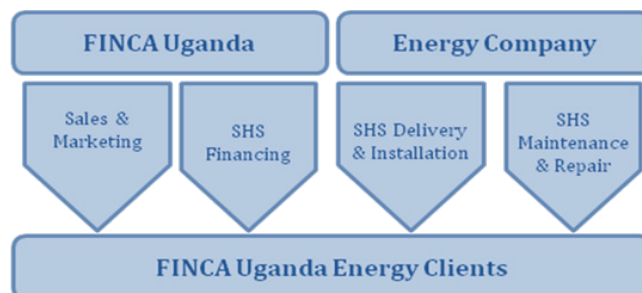 FINCA Uganda
Energy Company
Sales &
Marketing
SHS
Financing
SHS Delivery
& Installation
SHS
Maintenance
& Repair
FINCA Uganda Energy Clients